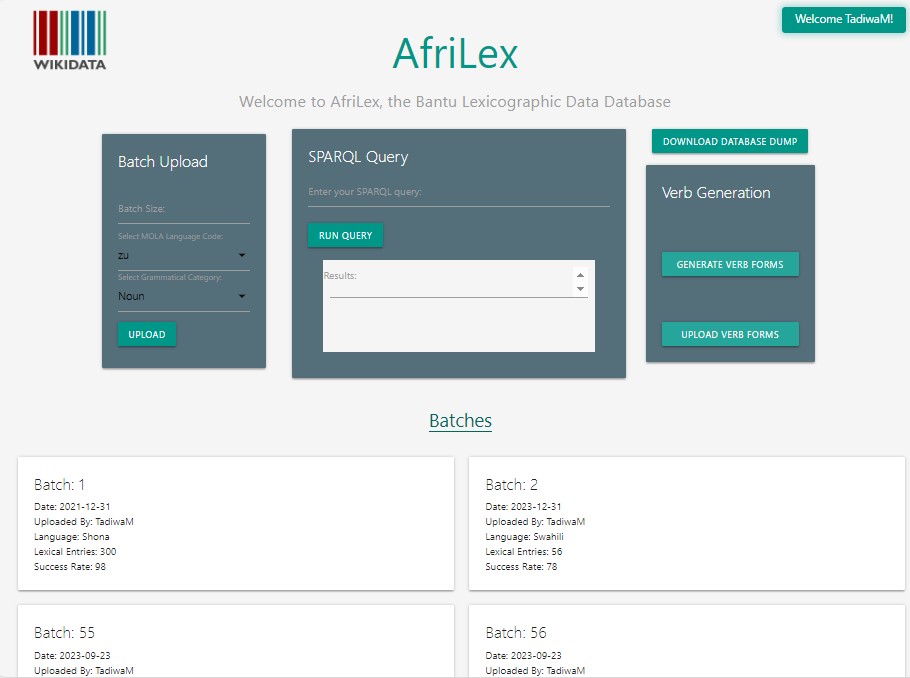 WIKIDATA
Welcome TadiwaM!
AfriLex
Welcome to AfriLex, the Bantu Lexicographic Data Database
Batch Upload
Batch Size:
Select MOLA Language Code:
zu
Select Grammatical Category:
Noun
UPLOAD
SPARQL Query
Enter your SPARQL query:
RUN QUERY
Results:
DOWNLOAD DATABASE DUMP
Verb Generation
GENERATE VERB FORMS
UPLOAD VERB FORMS
Batches
Batch: 1
Date: 2021-12-31
Uploaded By: TadiwaM
Language: Shona
Lexical Entries: 300
Success Rate: 98
Batch: 2
Date: 2023-12-31
Uploaded By: TadiwaM
Language: Swahili
Lexical Entries: 56
Success Rate: 78
Batch: 55
Date: 2023-09-23
Uploaded By: TadiwaM
Batch: 56
Date: 2023-09-23
Uploaded By: TadiwaM